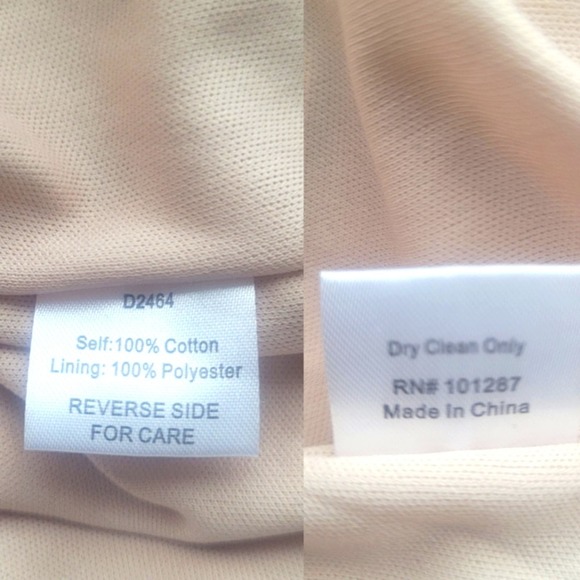 D2464
Self:100% Cotton
Lining: 100% Polyester
REVERSE SIDE
FOR CARE
Dry Clean Only
RN# 101287
Made In China